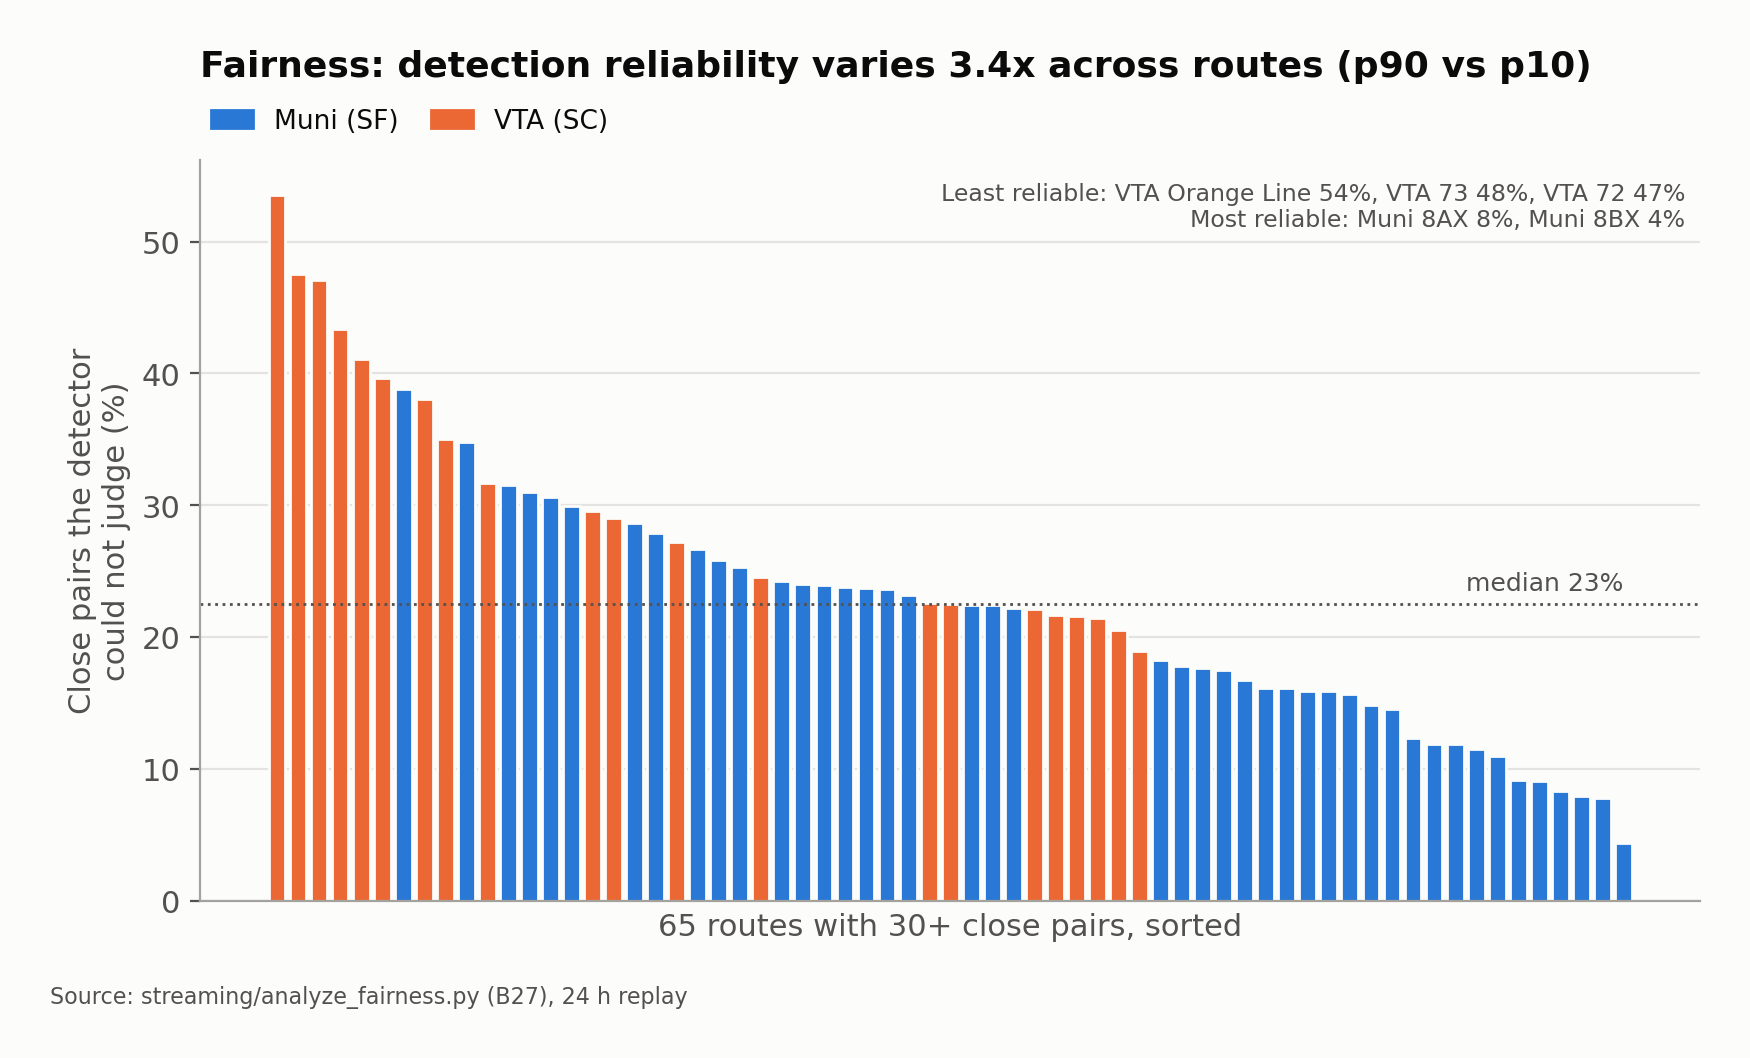 Fairness: detection reliability varies 3.4x across routes (p90 vs p10)
Muni (SF)
VTA (SC)
Least reliable: VTA Orange Line 54%, VTA 73 48%, VTA 72 47%
Most reliable: Muni 8AX 8%, Muni 8BX 4%
Close pairs the detector
could not judge (%)
50
40
30
20
10
0
median 23%
65 routes with 30+ close pairs, sorted
Source: streaming/analyze_fairness.py (B27), 24 h replay